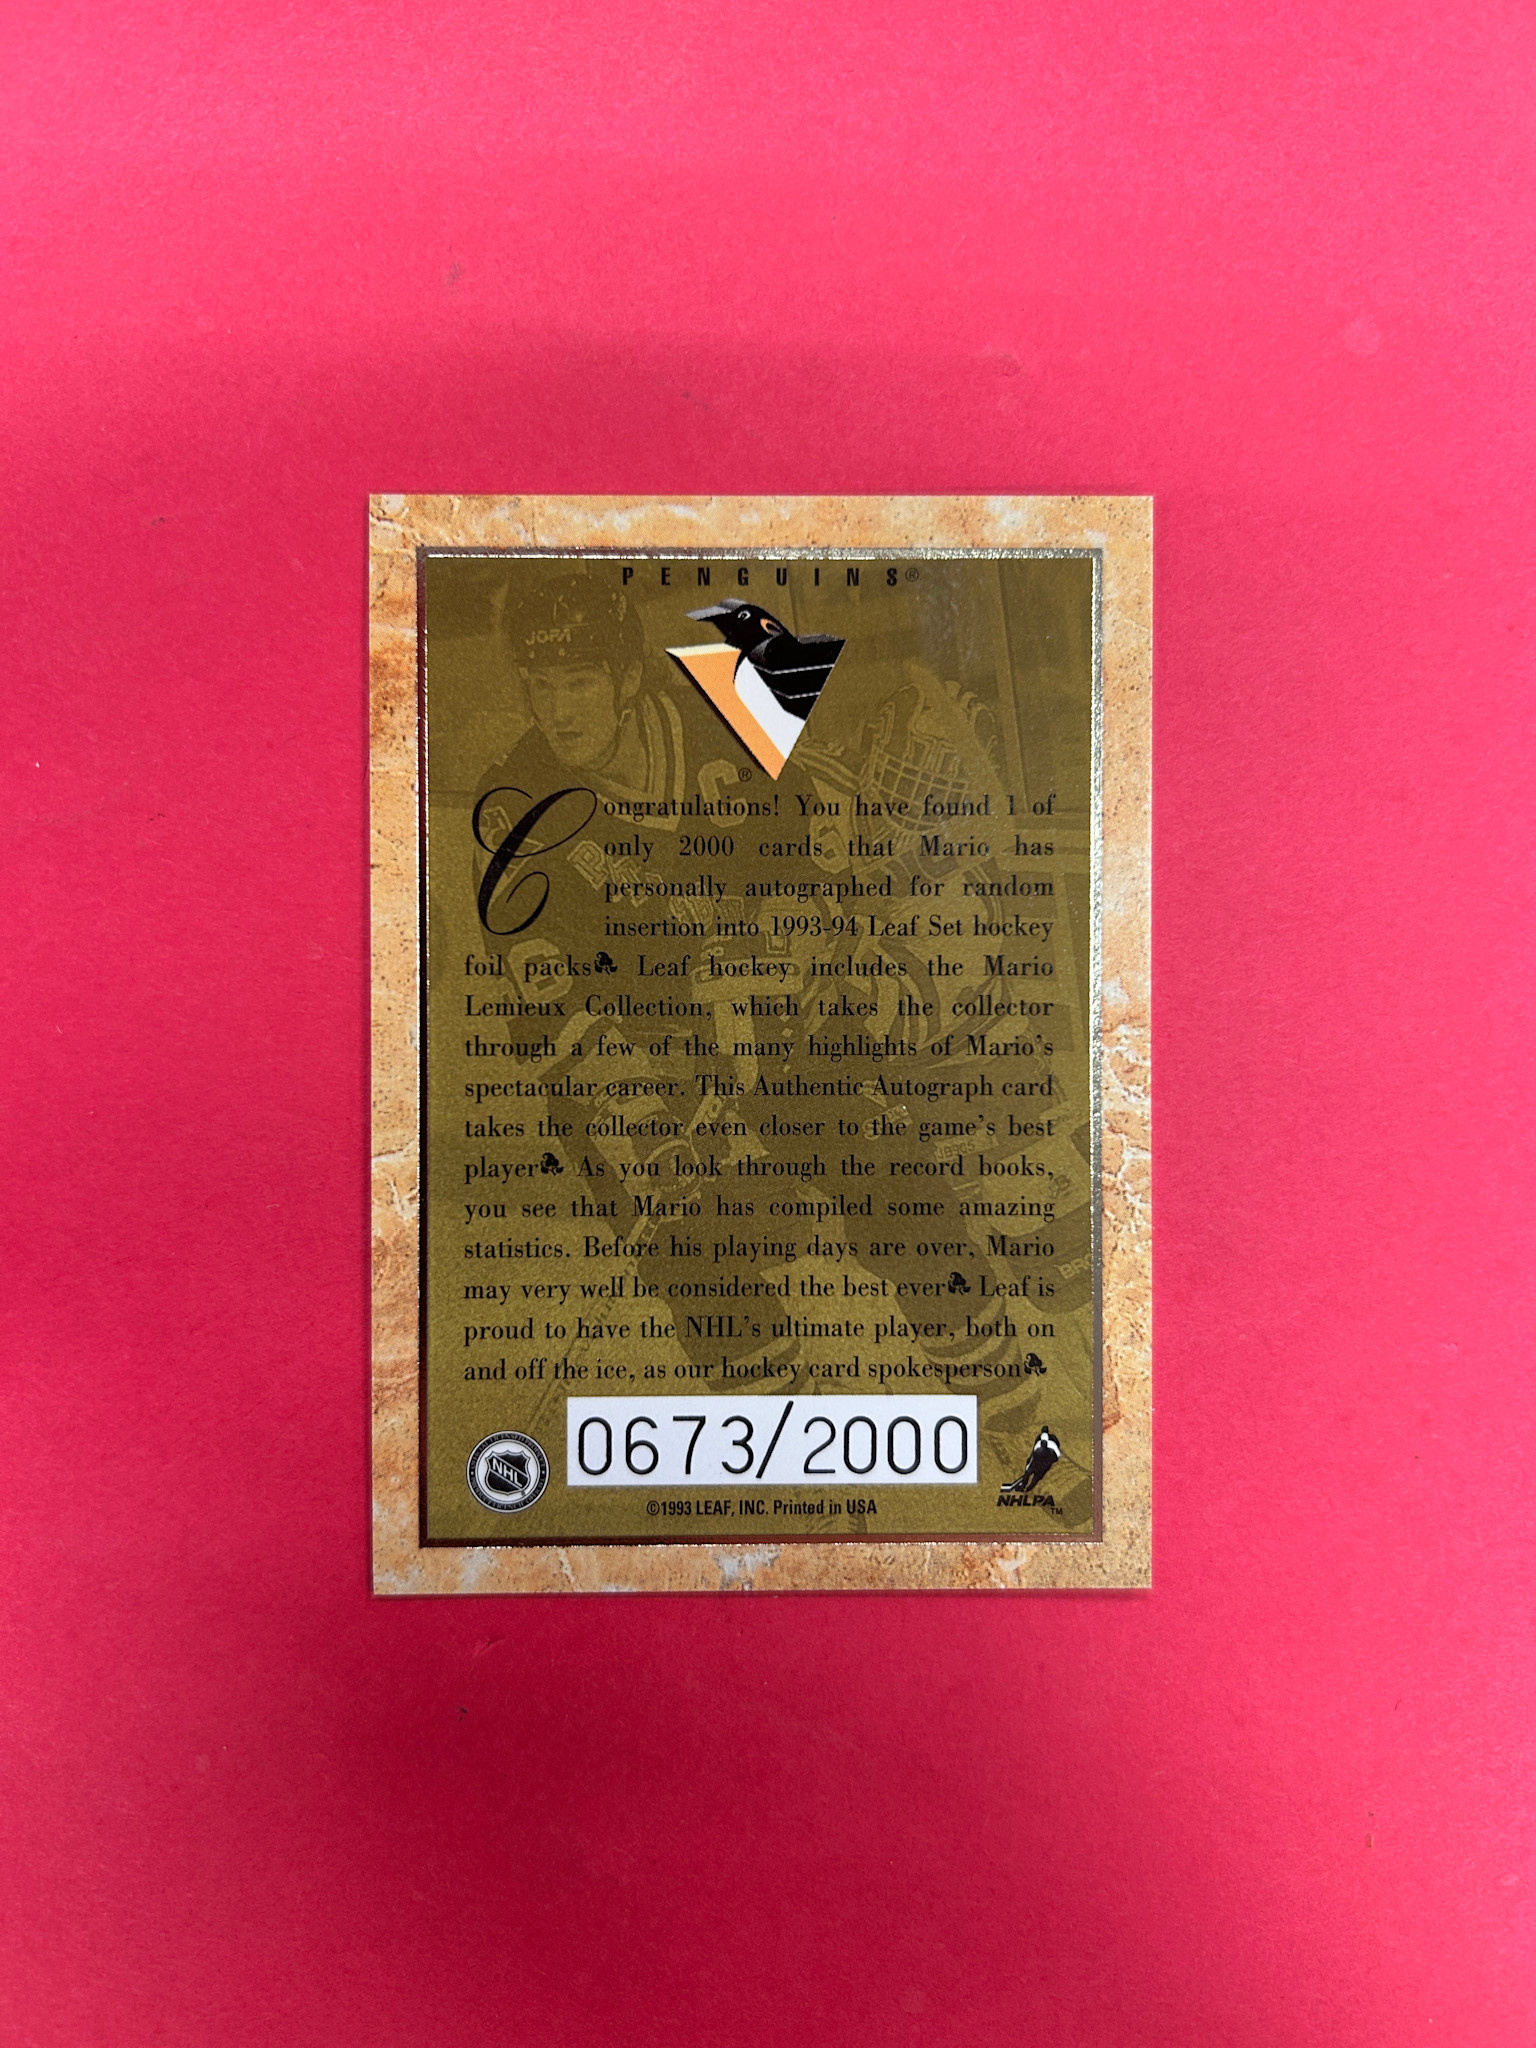 PENGUINS®
JOFA
®
Congratulations! You have found 1 of
only 2000 cards that Mario has
personally autographed for random
insertion into 1993-94 Leaf Set hockey
foil packs Leaf hockey includes the Mario
Lemieux Collection, which takes the collector
through a few of the many highlights of Mario's
spectacular career. This Authentic Autograph card
takes the collector even closer to the game's best
player As you look through the record books,
you see that Mario has compiled some amazing
statistics. Before his playing days are over, Mario
may very well be considered the best ever Leaf is
proud to have the NHL's ultimate player, both on
and off the ice, as our hockey card spokesperson
0673/2000
NHL
NHLPA™
©1993 LEAF, INC. Printed in USA